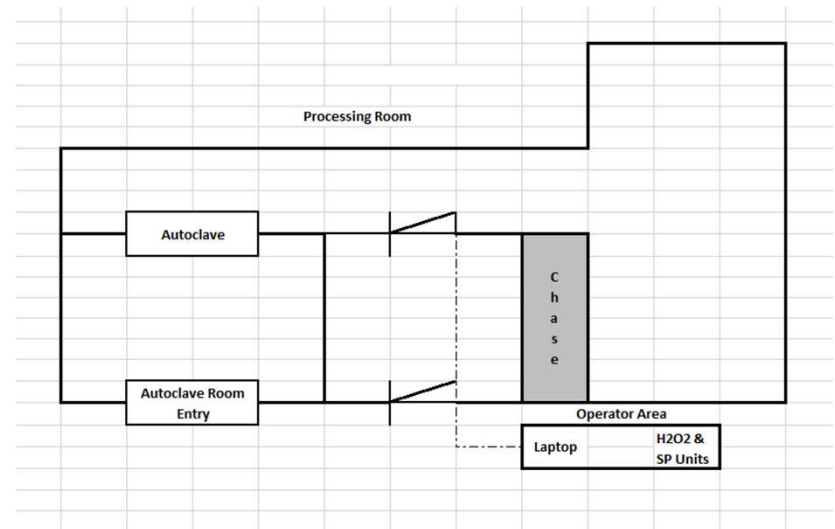 Processing Room
Autoclave
C
h
a
s
e
Autoclave Room
Entry
Operator Area
Laptop
H2O2 &
SP Units